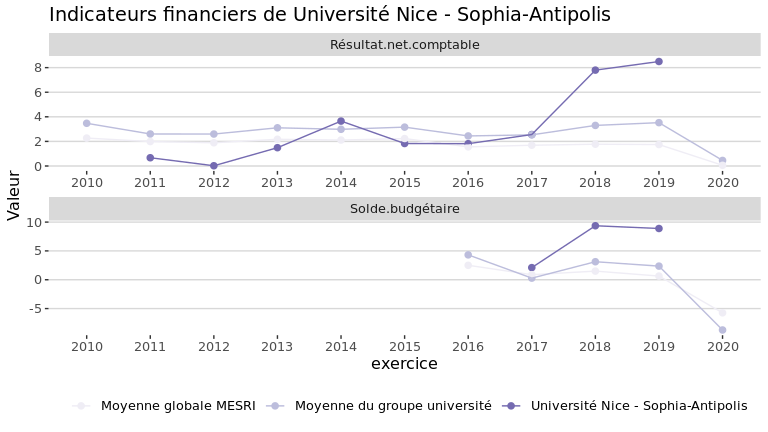 Indicateurs financiers de Université Nice - Sophia-Antipolis
Résultat.net.comptable
8
6
4
2
0
2010 2011 2012 2013 2014 2015 2016 2017 2018 2019 2020
Valeur
Solde.budgétaire
10
5
0
-5
2010 2011 2012 2013 2014 2015 2016 2017 2018 2019 2020
exercice
Moyenne globale MESRI Moyenne du groupe université Université Nice - Sophia-Antipolis